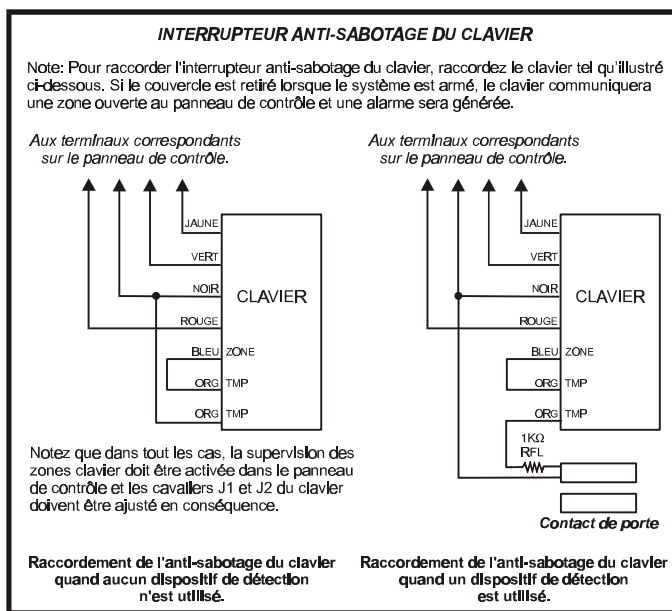 INTERRUPTEUR ANTI-SABOTAGE DU CLAVIER
Note: Pour raccorder l'interrupteur anti-sabotage du clavier, raccordez le clavier tel qu'illustré
ci-dessous. Si le couvercle est retiré lorsque le système est armé, le clavier communiquera
une zone ouverte au panneau de contrôle et une alarme sera générée.
Aux terminaux correspondants
sur le panneau de contrôle.
JAUNE
VERT
NOIR
CLAVIER
ROUGE
BLEU ZONE
ORG TMP
ORG TMP
Notez que dans tout les cas, la supervision des
zones clavier doit être activée dans le panneau
de contrôle et les cavaliers J1 et J2 du clavier
doivent être ajusté en conséquence.
Raccordement de l'anti-sabotage du clavier
quand aucun dispositif de détection
n'est utilisé.
Aux terminaux correspondants
sur le panneau de contrôle.
JAUNE
VERT
NOIR
CLAVIER
ROUGE
BLEU ZONE
ORG TMP
ORG TMP
1KΩ
RFL
Contact de porte
Raccordement de l'anti-sabotage du clavier
quand un dispositif de détection
est utilisé.